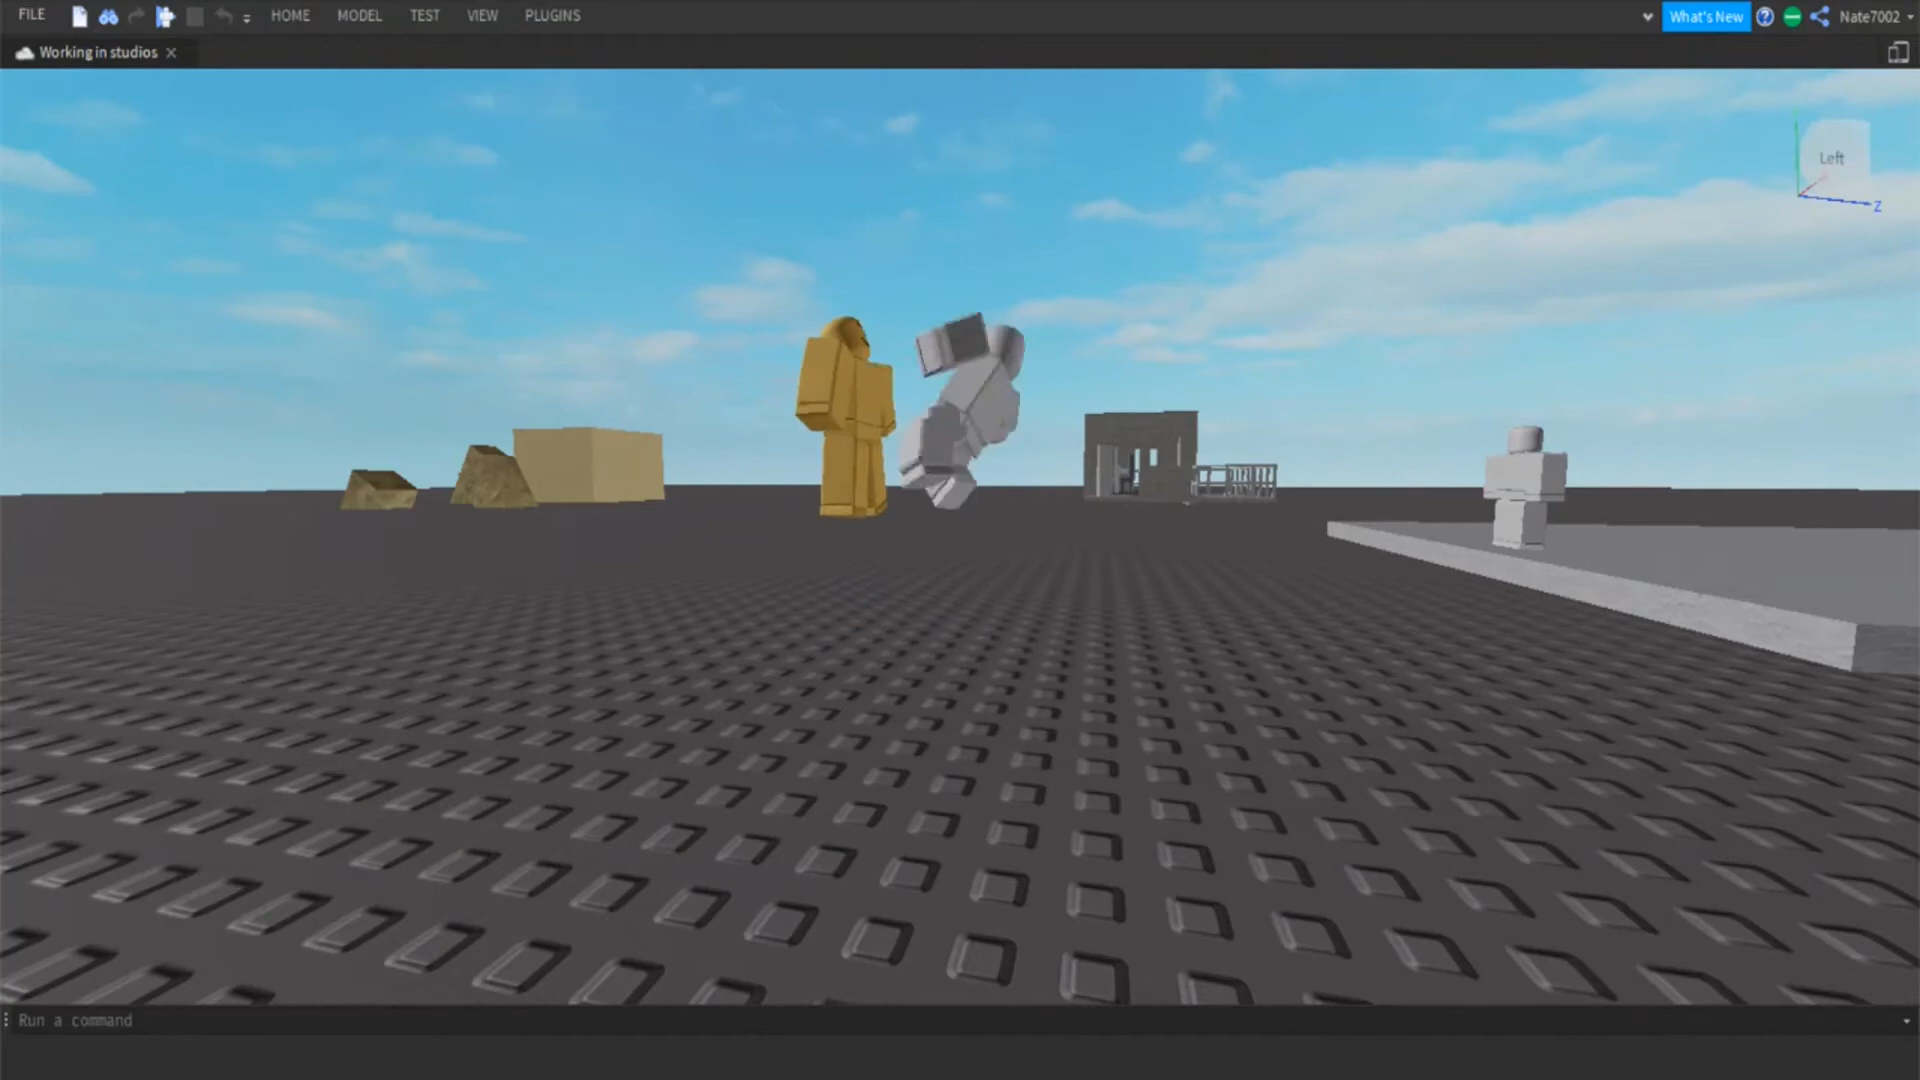 FILE HOME MODEL TEST VIEW PLUGINS What's New ? Nate7002
Working in studios
Left
Z
Run a command